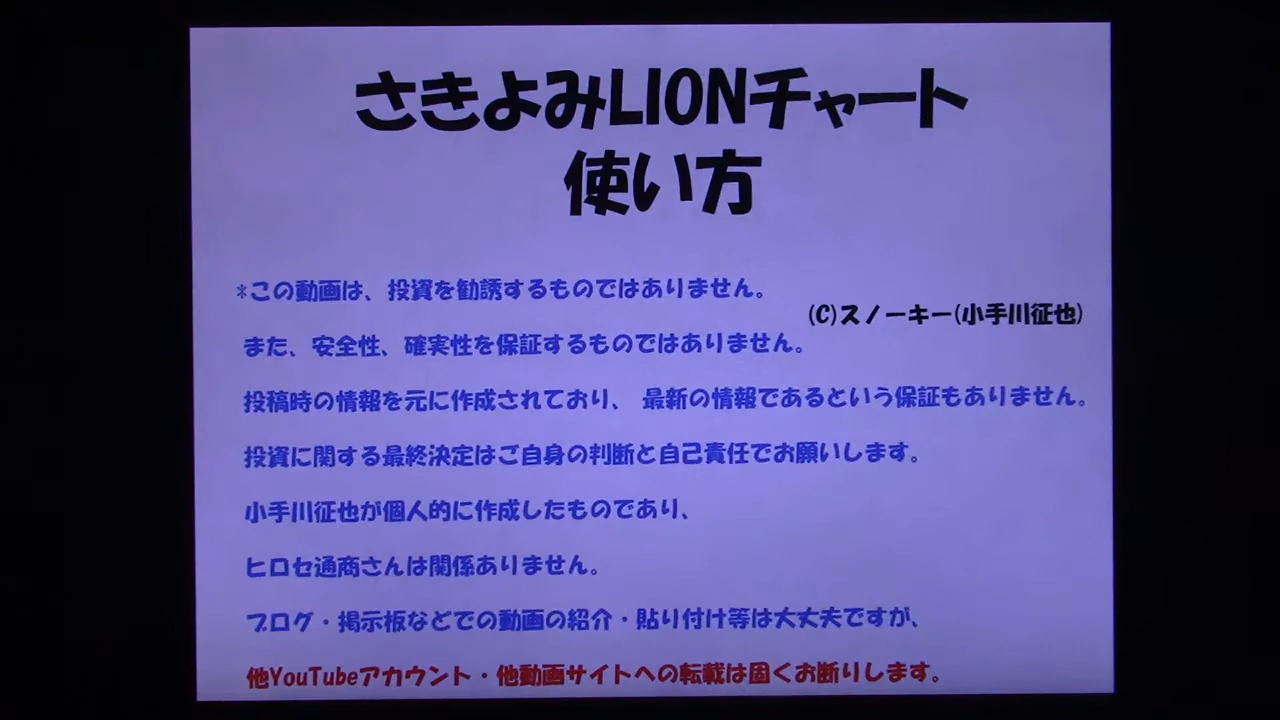 さきよみLIONチャート
使い方
*この動画は、投資を勧誘するものではありません。
(C)スノーキー(小手川征也)
また、安全性、確実性を保証するものではありません。
投稿時の情報を元に作成されており、 最新の情報であるという保証もありません。
投資に関する最終決定はご自身の判断と自己責任でお願いします。
小手川征也が個人的に作成したものであり、
ヒロセ通商さんは関係ありません。
ブログ・掲示板などでの動画の紹介・貼り付け等は大丈夫ですが、
他YouTubeアカウント・他動画サイトへの転載は固くお断りします。